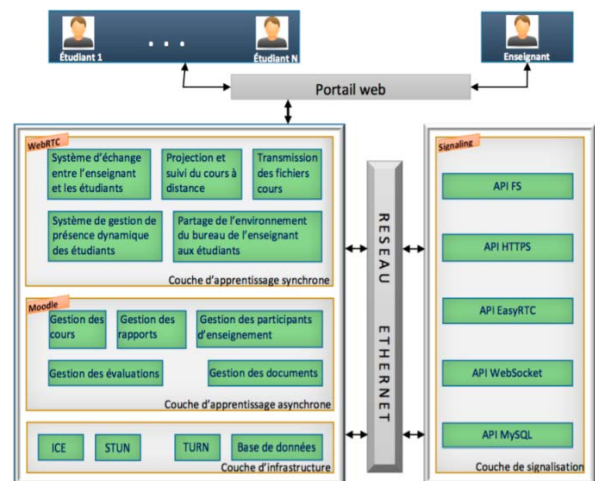 Étudiant 1
...
Étudiant N
Enseignant
Portail web
WebRTC
Système d'échange
entre l'enseignant
et les étudiants
Projection et
suivi du cours à
distance
Transmission
des fichiers
cours
Système de gestion de
présence dynamique
des étudiants
Partage de l'environnement
du bureau de l'enseignant
aux étudiants
Couche d'apprentissage synchrone
Moodle
Gestion des
cours
Gestion des
rapports
Gestion des participants
d'enseignement
Gestion des évaluations
Gestion des documents
Couche d'apprentissage asynchrone
ICE
STUN
TURN
Base de données
Couche d'infrastructure
RESEAU ETHERNET
Signaling
API FS
API HTTPS
API EasyRTC
API WebSocket
API MySQL
Couche de signalisation